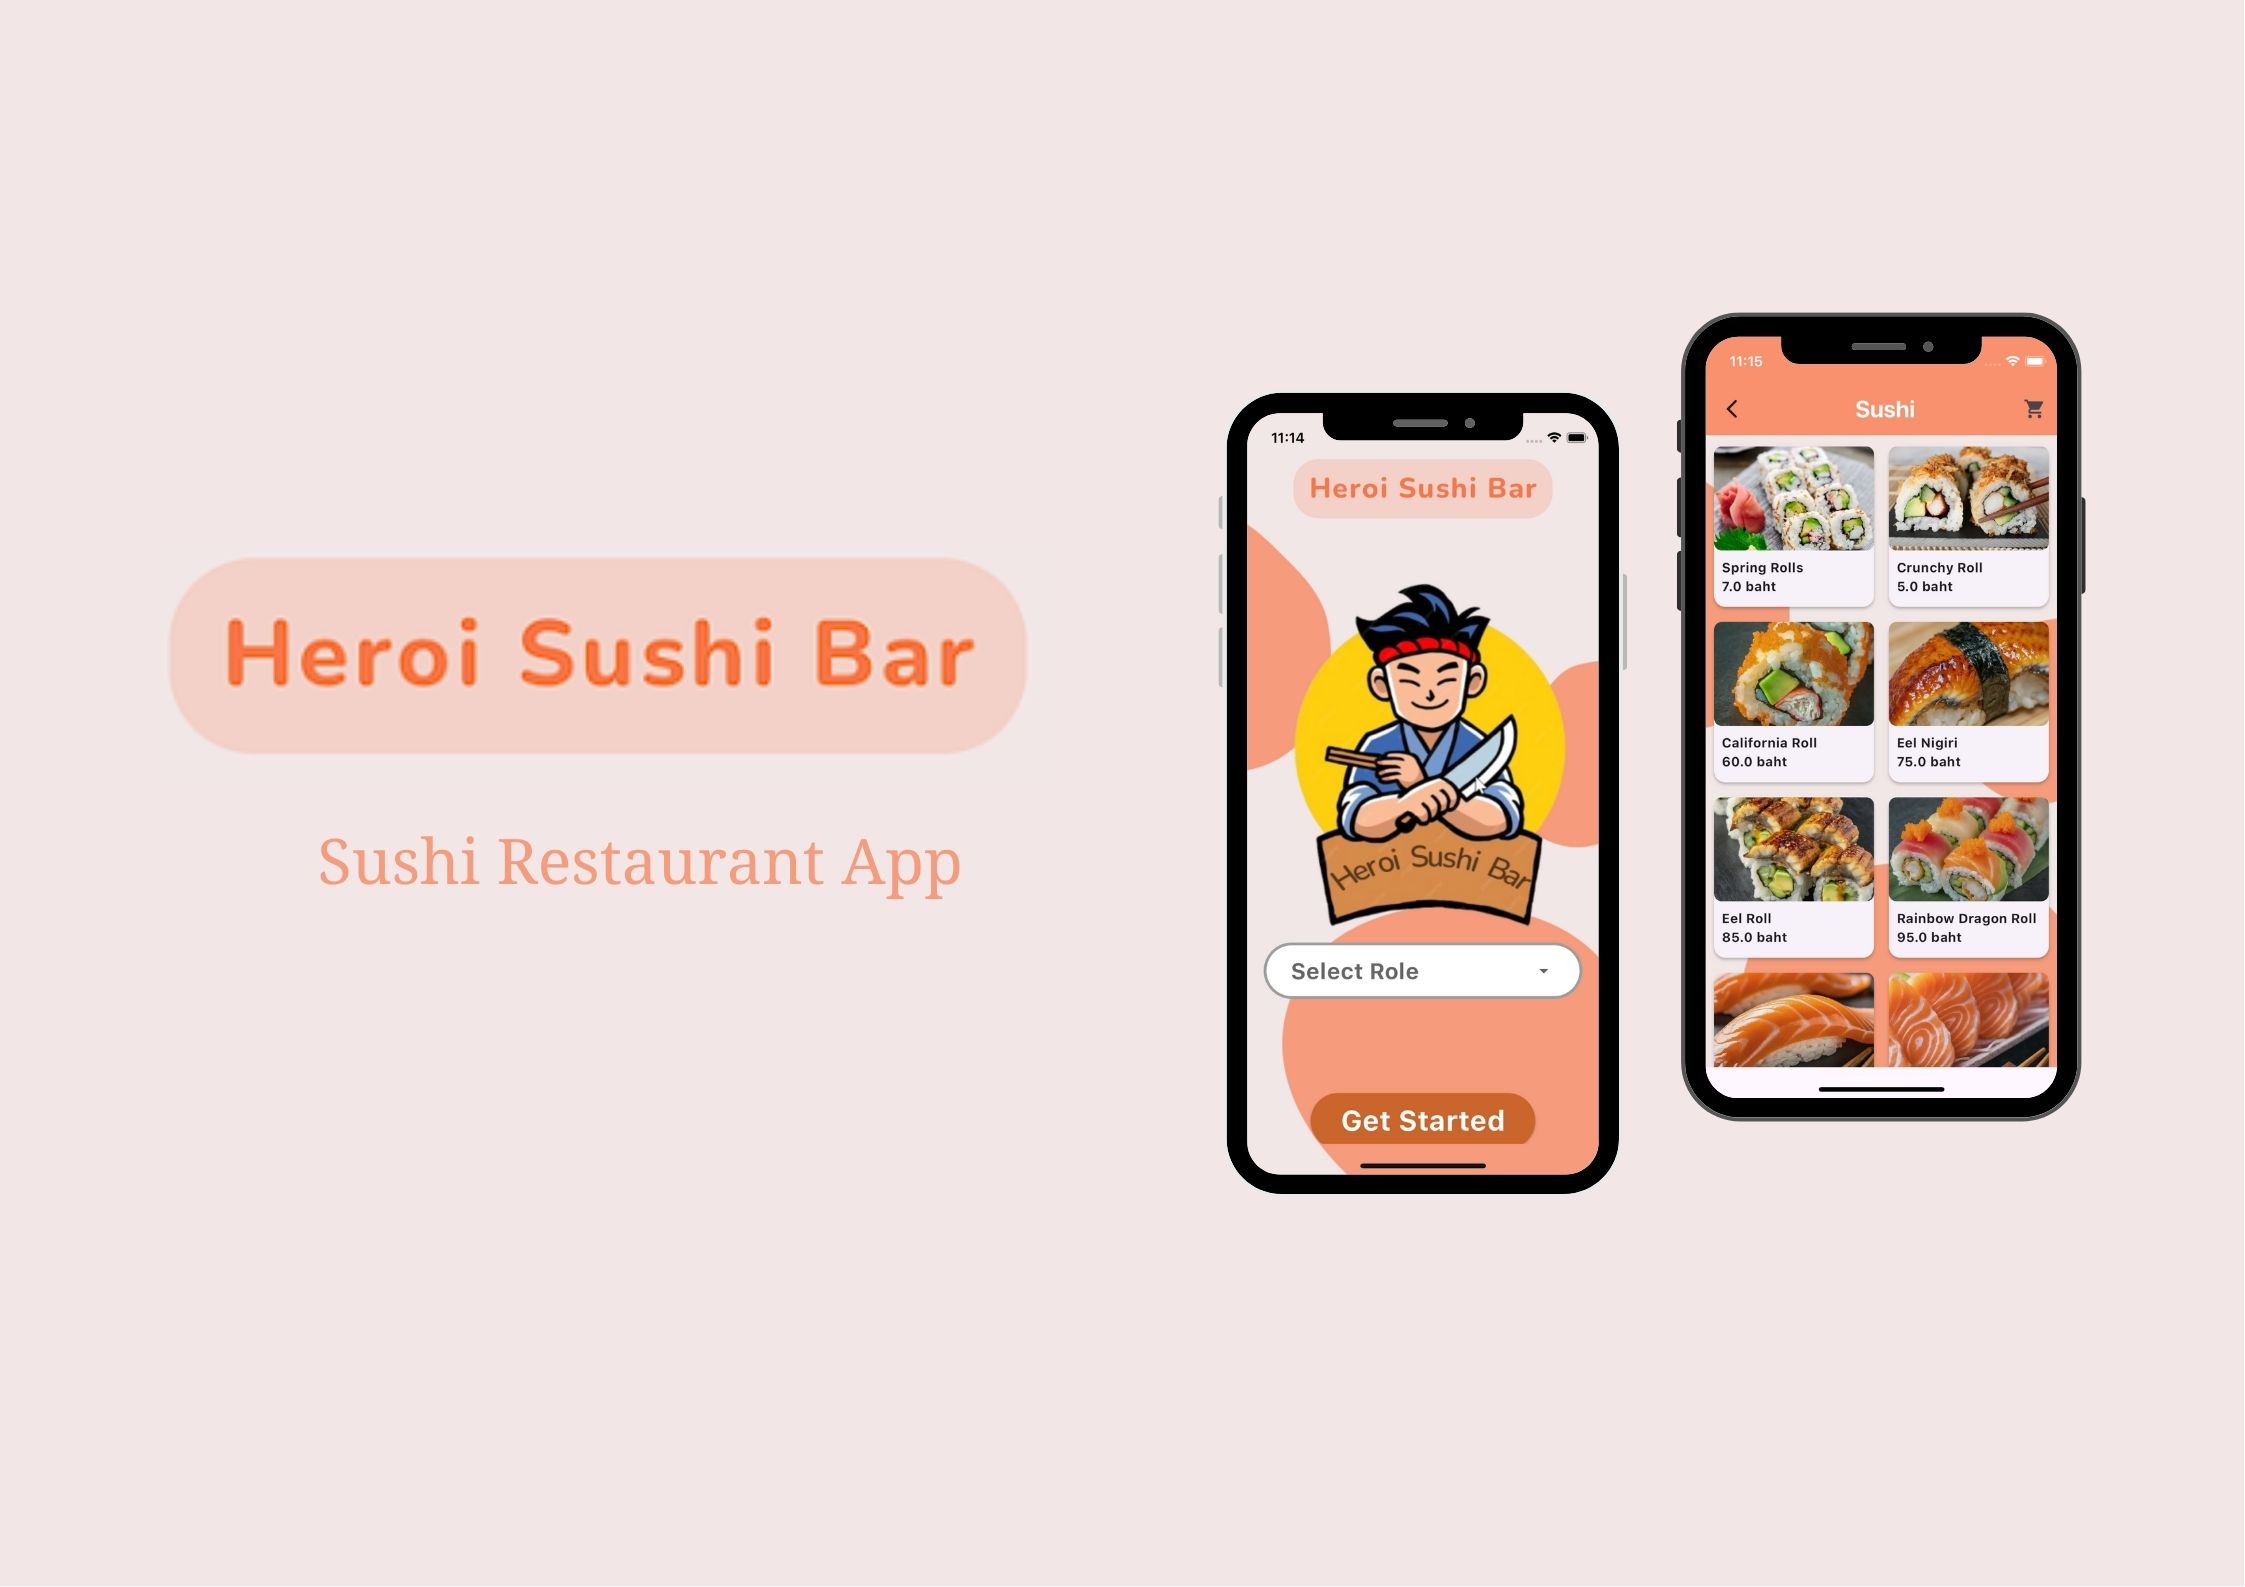 Heroi Sushi Bar
Sushi Restaurant App
11:14
Heroi Sushi Bar
Heroi Sushi Bar
Select Role
Get Started
11:15
Sushi
Spring Rolls
7.0 baht
Crunchy Roll
5.0 baht
California Roll
60.0 baht
Eel Nigiri
75.0 baht
Eel Roll
85.0 baht
Rainbow Dragon Roll
95.0 baht